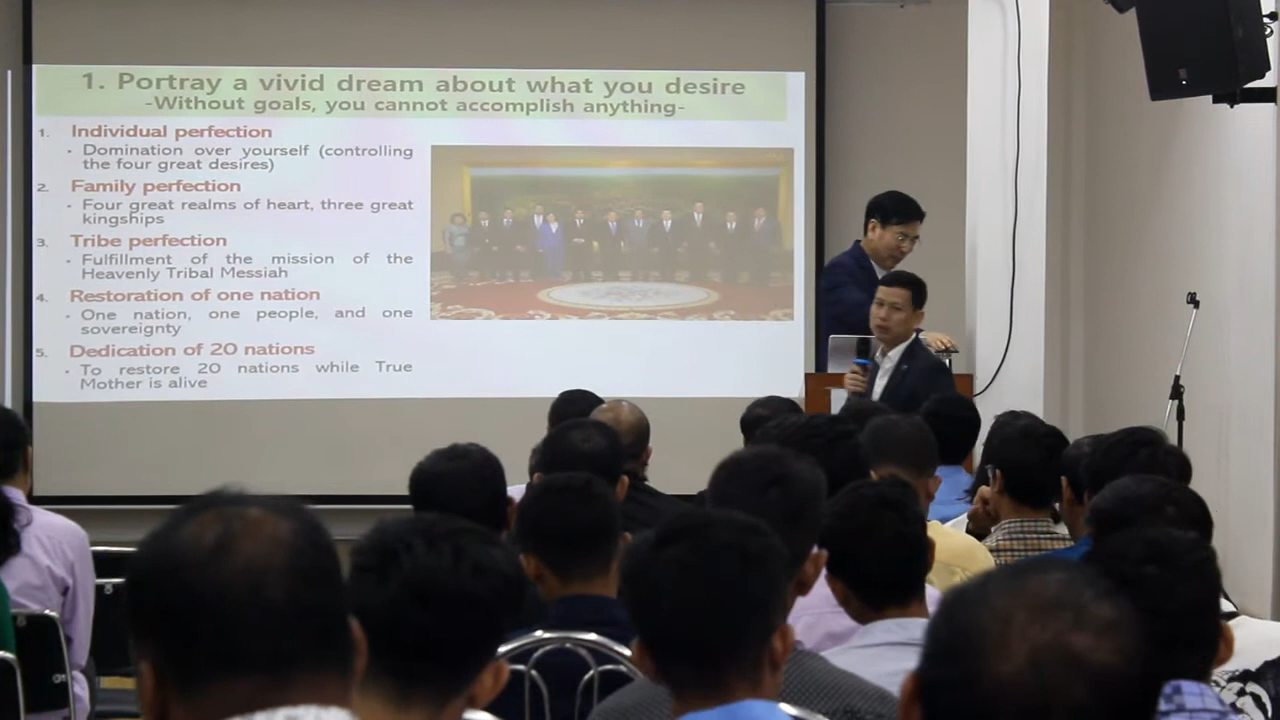 1. Portray a vivid dream about what you desire
-Without goals, you cannot accomplish anything-
1. Individual perfection
• Domination over yourself (controlling
the four great desires)
2. Family perfection
• Four great realms of heart, three great
kingships
3. Tribe perfection
• Fulfillment of the mission of the
Heavenly Tribal Messiah
4. Restoration of one nation
• One nation, one people, and one
sovereignty
5. Dedication of 20 nations
• To restore 20 nations while True
Mother is alive